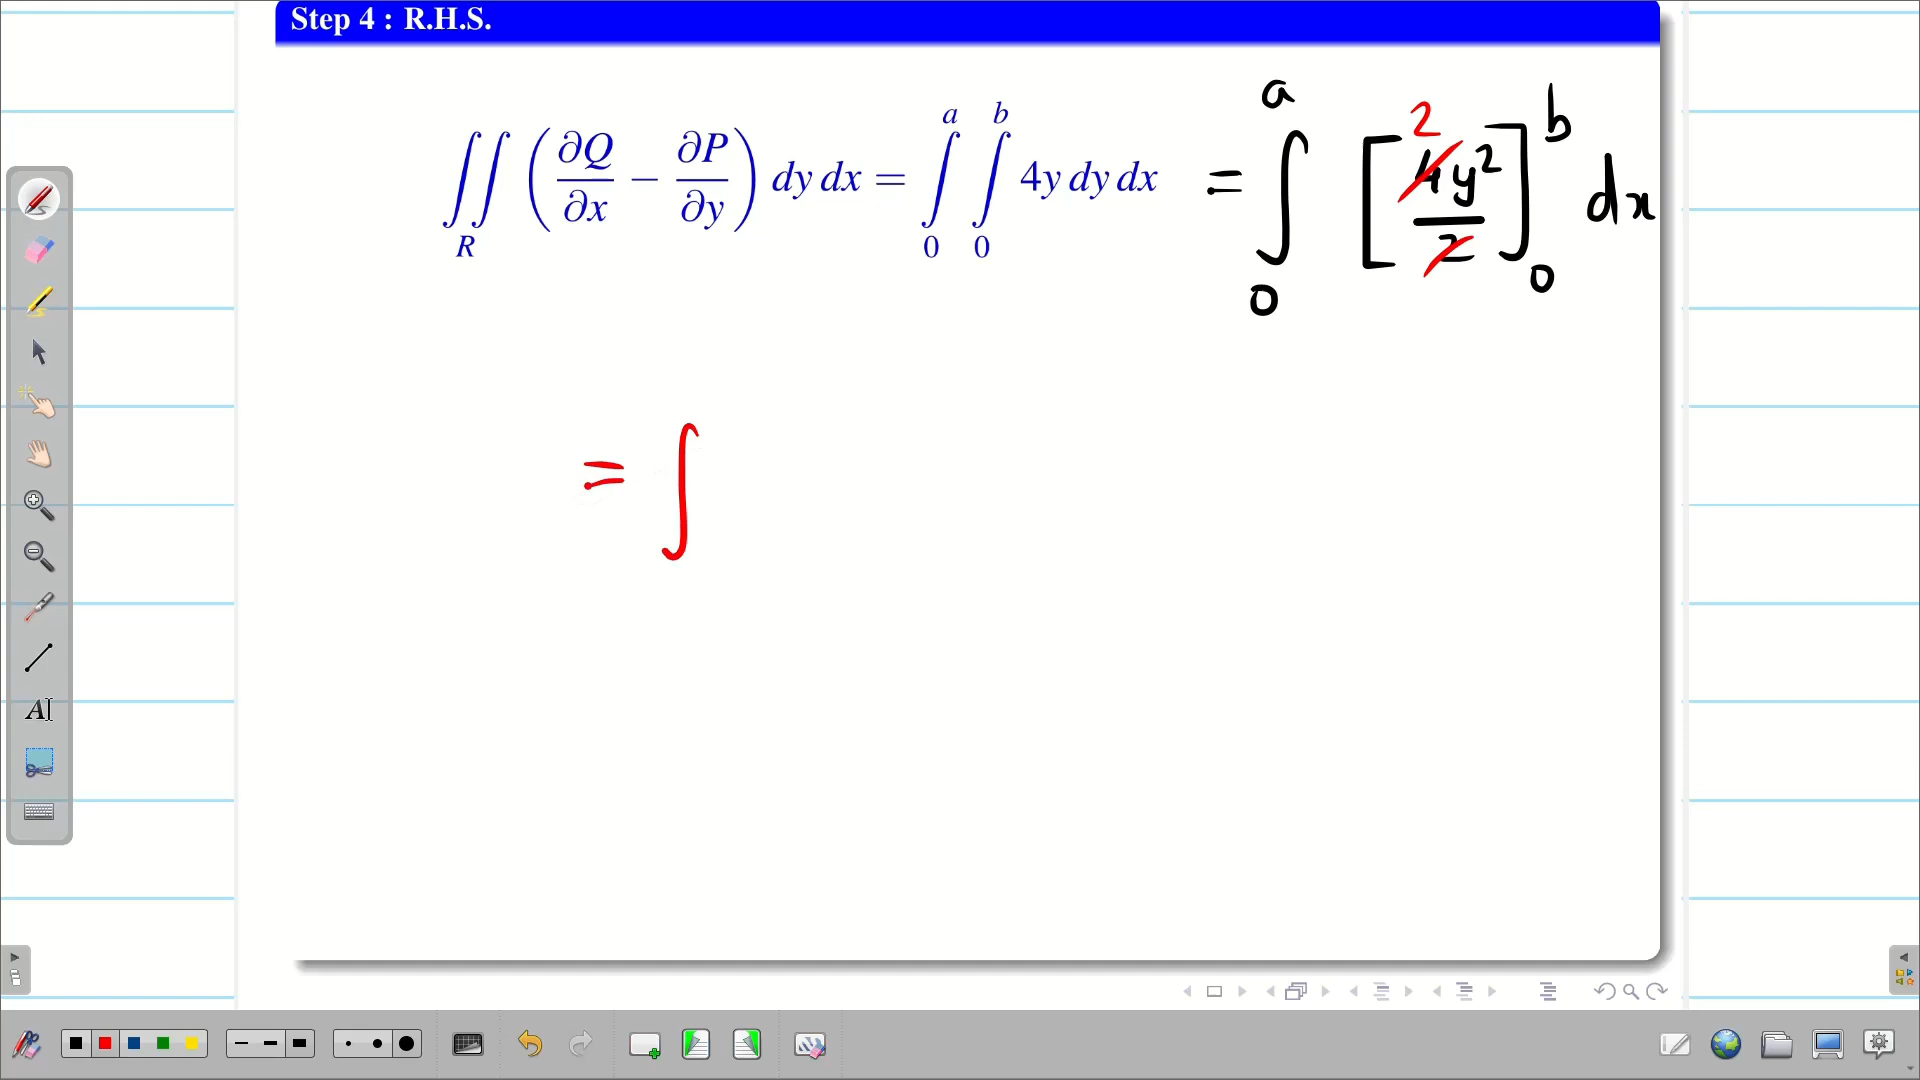 Step 4 : R.H.S.
∬_R (∂Q/∂x − ∂P/∂y) dy dx = ∫_0^a ∫_0^b 4y dy dx = ∫_0^a [4y²/2]_0^b dx
2
= ∫